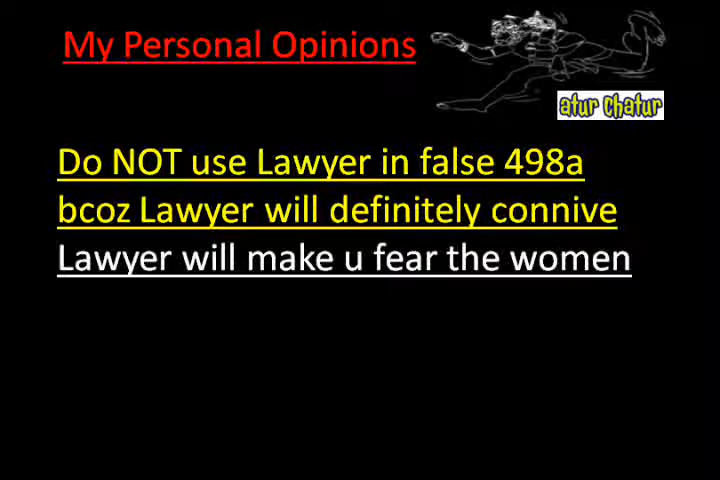 My Personal Opinions
atur chatur
Do NOT use Lawyer in false 498a
bcoz Lawyer will definitely connive
Lawyer will make u fear the women